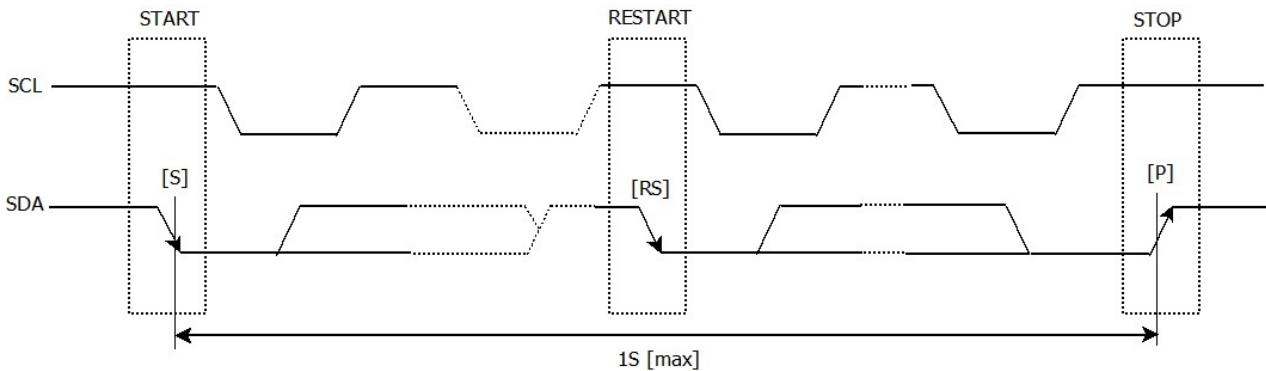 START
RESTART
STOP
SCL
[S]
[RS]
[P]
SDA
1S [max]